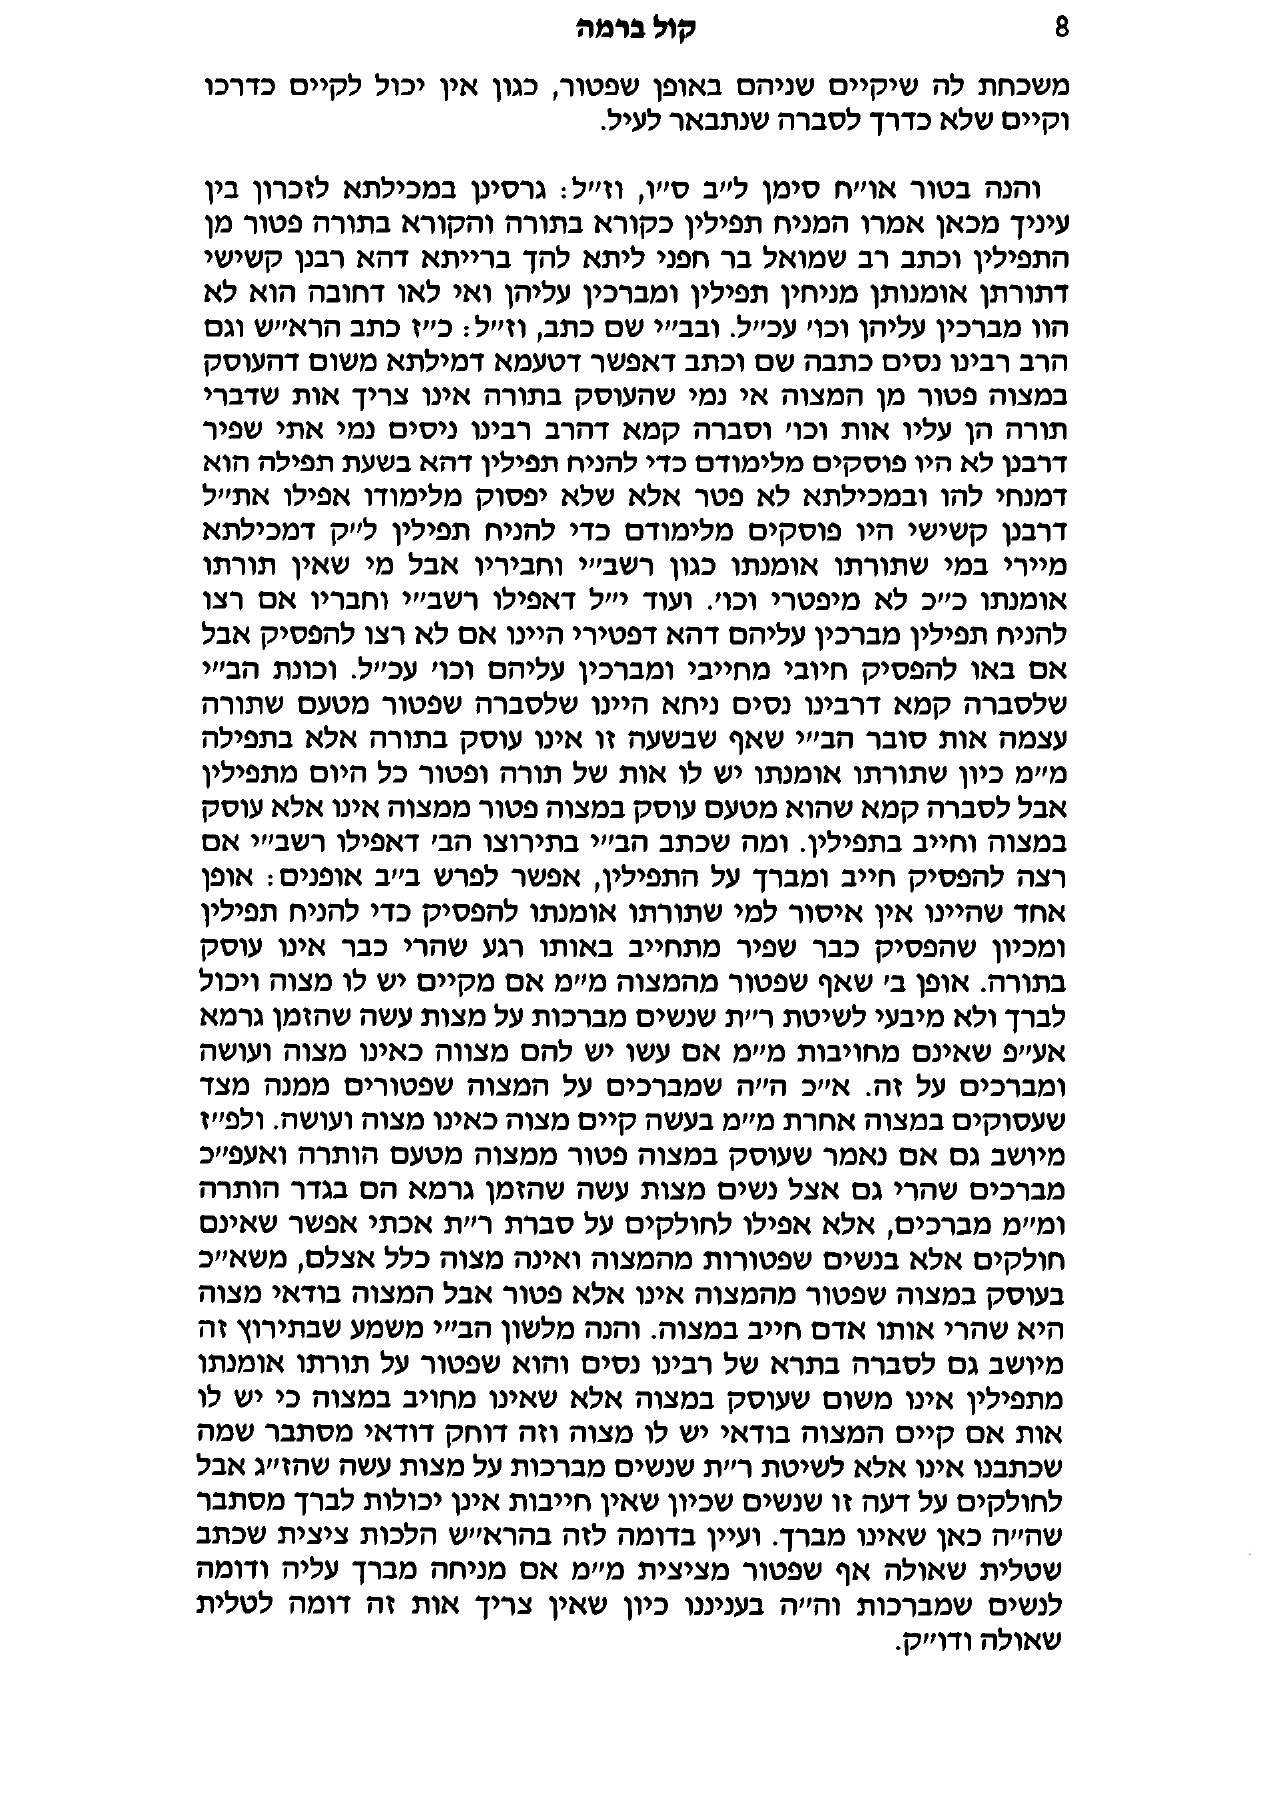 8
קול ברמה
משכחת לה שיקיים שניהם באופן שפטור, כגון אין יכול לקיים כדרכו
וקיים שלא כדרך לסברה שנתבאר לעיל.
והנה בטור או״ח סימן ל״ב ס״ו, וז״ל: גרסינן במכילתא לזכרון בין
עיניך מכאן אמרו המניח תפילין כקורא בתורה והקורא בתורה פטור מן
התפילין וכתב רב שמואל בר חפני ליתא להך ברייתא דהא רבנן קשישי
דתורתן אומנותן מניחין תפילין ומברכין עליהן ואי לאו דחובה הוא לא
הוו מברכין עליהן וכו׳ עכ״ל. ובב״י שם כתב, וז״ל: כ״ז כתב הרא״ש וגם
הרב רבינו נסים כתבה שם וכתב דאפשר דטעמא דמילתא משום דהעוסק
במצוה פטור מן המצוה אי נמי שהעוסק בתורה אינו צריך אות שדברי
תורה הן עליו אות וכו׳ וסברה קמא דהרב רבינו ניסים נמי אתי שפיר
דרבנן לא היו פוסקים מלימודם כדי להניח תפילין דהא בשעת תפילה הוא
דמנחי להו ובמכילתא לא פטר אלא שלא יפסוק מלימודו אפילו את״ל
דרבנן קשישי היו פוסקים מלימודם כדי להניח תפילין ל״ק דמכילתא
מיירי במי שתורתו אומנתו כגון רשב״י וחביריו אבל מי שאין תורתו
אומנתו כ״כ לא מיפטרי וכו׳. ועוד י״ל דאפילו רשב״י וחבריו אם רצו
להניח תפילין מברכין עליהם דהא דפטירי היינו אם לא רצו להפסיק אבל
אם באו להפסיק חיובי מחייבי ומברכין עליהם וכו׳ עכ״ל. וכונת הב״י
שלסברה קמא דרבינו נסים ניחא היינו שלסברה שפטור מטעם שתורה
עצמה אות סובר הב״י שאף שבשעה זו אינו עוסק בתורה אלא בתפילה
מ״מ כיון שתורתו אומנתו יש לו אות של תורה ופטור כל היום מתפילין
אבל לסברה קמא שהוא מטעם עוסק במצוה פטור ממצוה אינו אלא עוסק
במצוה וחייב בתפילין. ומה שכתב הב״י בתירוצו הב׳ דאפילו רשב״י אם
רצה להפסיק חייב ומברך על התפילין, אפשר לפרש ב״ב אופנים: אופן
אחד שהיינו אין איסור למי שתורתו אומנתו להפסיק כדי להניח תפילין
ומכיון שהפסיק כבר שפיר מתחייב באותו רגע שהרי כבר אינו עוסק
בתורה. אופן ב׳ שאף שפטור מהמצוה מ״מ אם מקיים יש לו מצוה ויכול
לברך ולא מיבעי לשיטת ר״ת שנשים מברכות על מצות עשה שהזמן גרמא
אע״פ שאינם מחויבות מ״מ אם עשו יש להם מצווה כאינו מצוה ועושה
ומברכים על זה. א״כ ה״ה שמברכים על המצוה שפטורים ממנה מצד
שעסוקים במצוה אחרת מ״מ בעשה קיים מצוה כאינו מצוה ועושה. ולפ״ז
מיושב גם אם נאמר שעוסק במצוה פטור ממצוה מטעם הותרה ואעפ״כ
מברכים שהרי גם אצל נשים מצות עשה שהזמן גרמא הם בגדר הותרה
ומ״מ מברכים, אלא אפילו לחולקים על סברת ר״ת אכתי אפשר שאינם
חולקים אלא בנשים שפטורות מהמצוה ואינה מצוה כלל אצלם, משא״כ
בעוסק במצוה שפטור מהמצוה אינו אלא פטור אבל המצוה בודאי מצוה
היא שהרי אותו אדם חייב במצוה. והנה מלשון הב״י משמע שבתירוץ זה
מיושב גם לסברה בתרא של רבינו נסים והוא שפטור על תורתו אומנתו
מתפילין אינו משום שעוסק במצוה אלא שאינו מחויב במצוה כי יש לו
אות אם קיים המצוה בודאי יש לו מצוה וזה דוחק דודאי מסתבר שמה
שכתבנו אינו אלא לשיטת ר״ת שנשים מברכות על מצות עשה שהז״ג אבל
לחולקים על דעה זו שנשים שכיון שאין חייבות אינן יכולות לברך מסתבר
שה״ה כאן שאינו מברך. ועיין בדומה לזה בהרא״ש הלכות ציצית שכתב
שטלית שאולה אף שפטור מציצית מ״מ אם מניחה מברך עליה ודומה
לנשים שמברכות וה״ה בעניננו כיון שאין צריך אות זה דומה לטלית
שאולה ודו״ק.